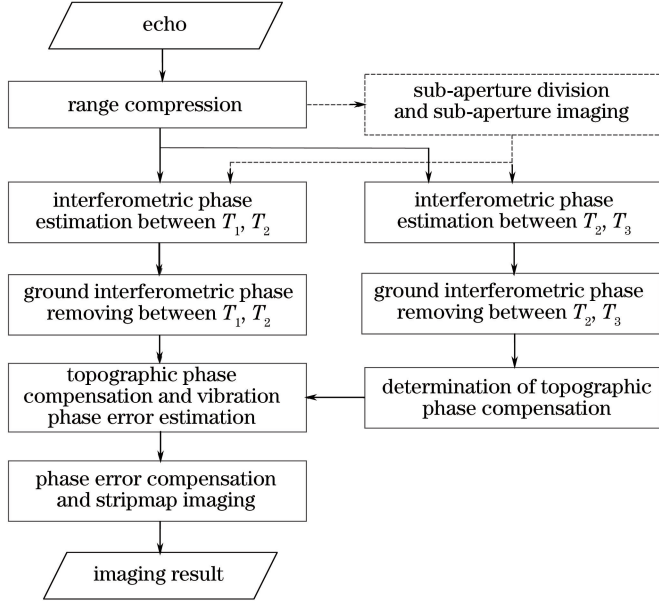 echo
range compression
sub-aperture division
and sub-aperture imaging
interferometric phase
estimation between T₁, T₂
interferometric phase
estimation between T₂, T₃
ground interferometric phase
removing between T₁, T₂
ground interferometric phase
removing between T₂, T₃
topographic phase
compensation and vibration
phase error estimation
determination of topographic
phase compensation
phase error compensation
and stripmap imaging
imaging result